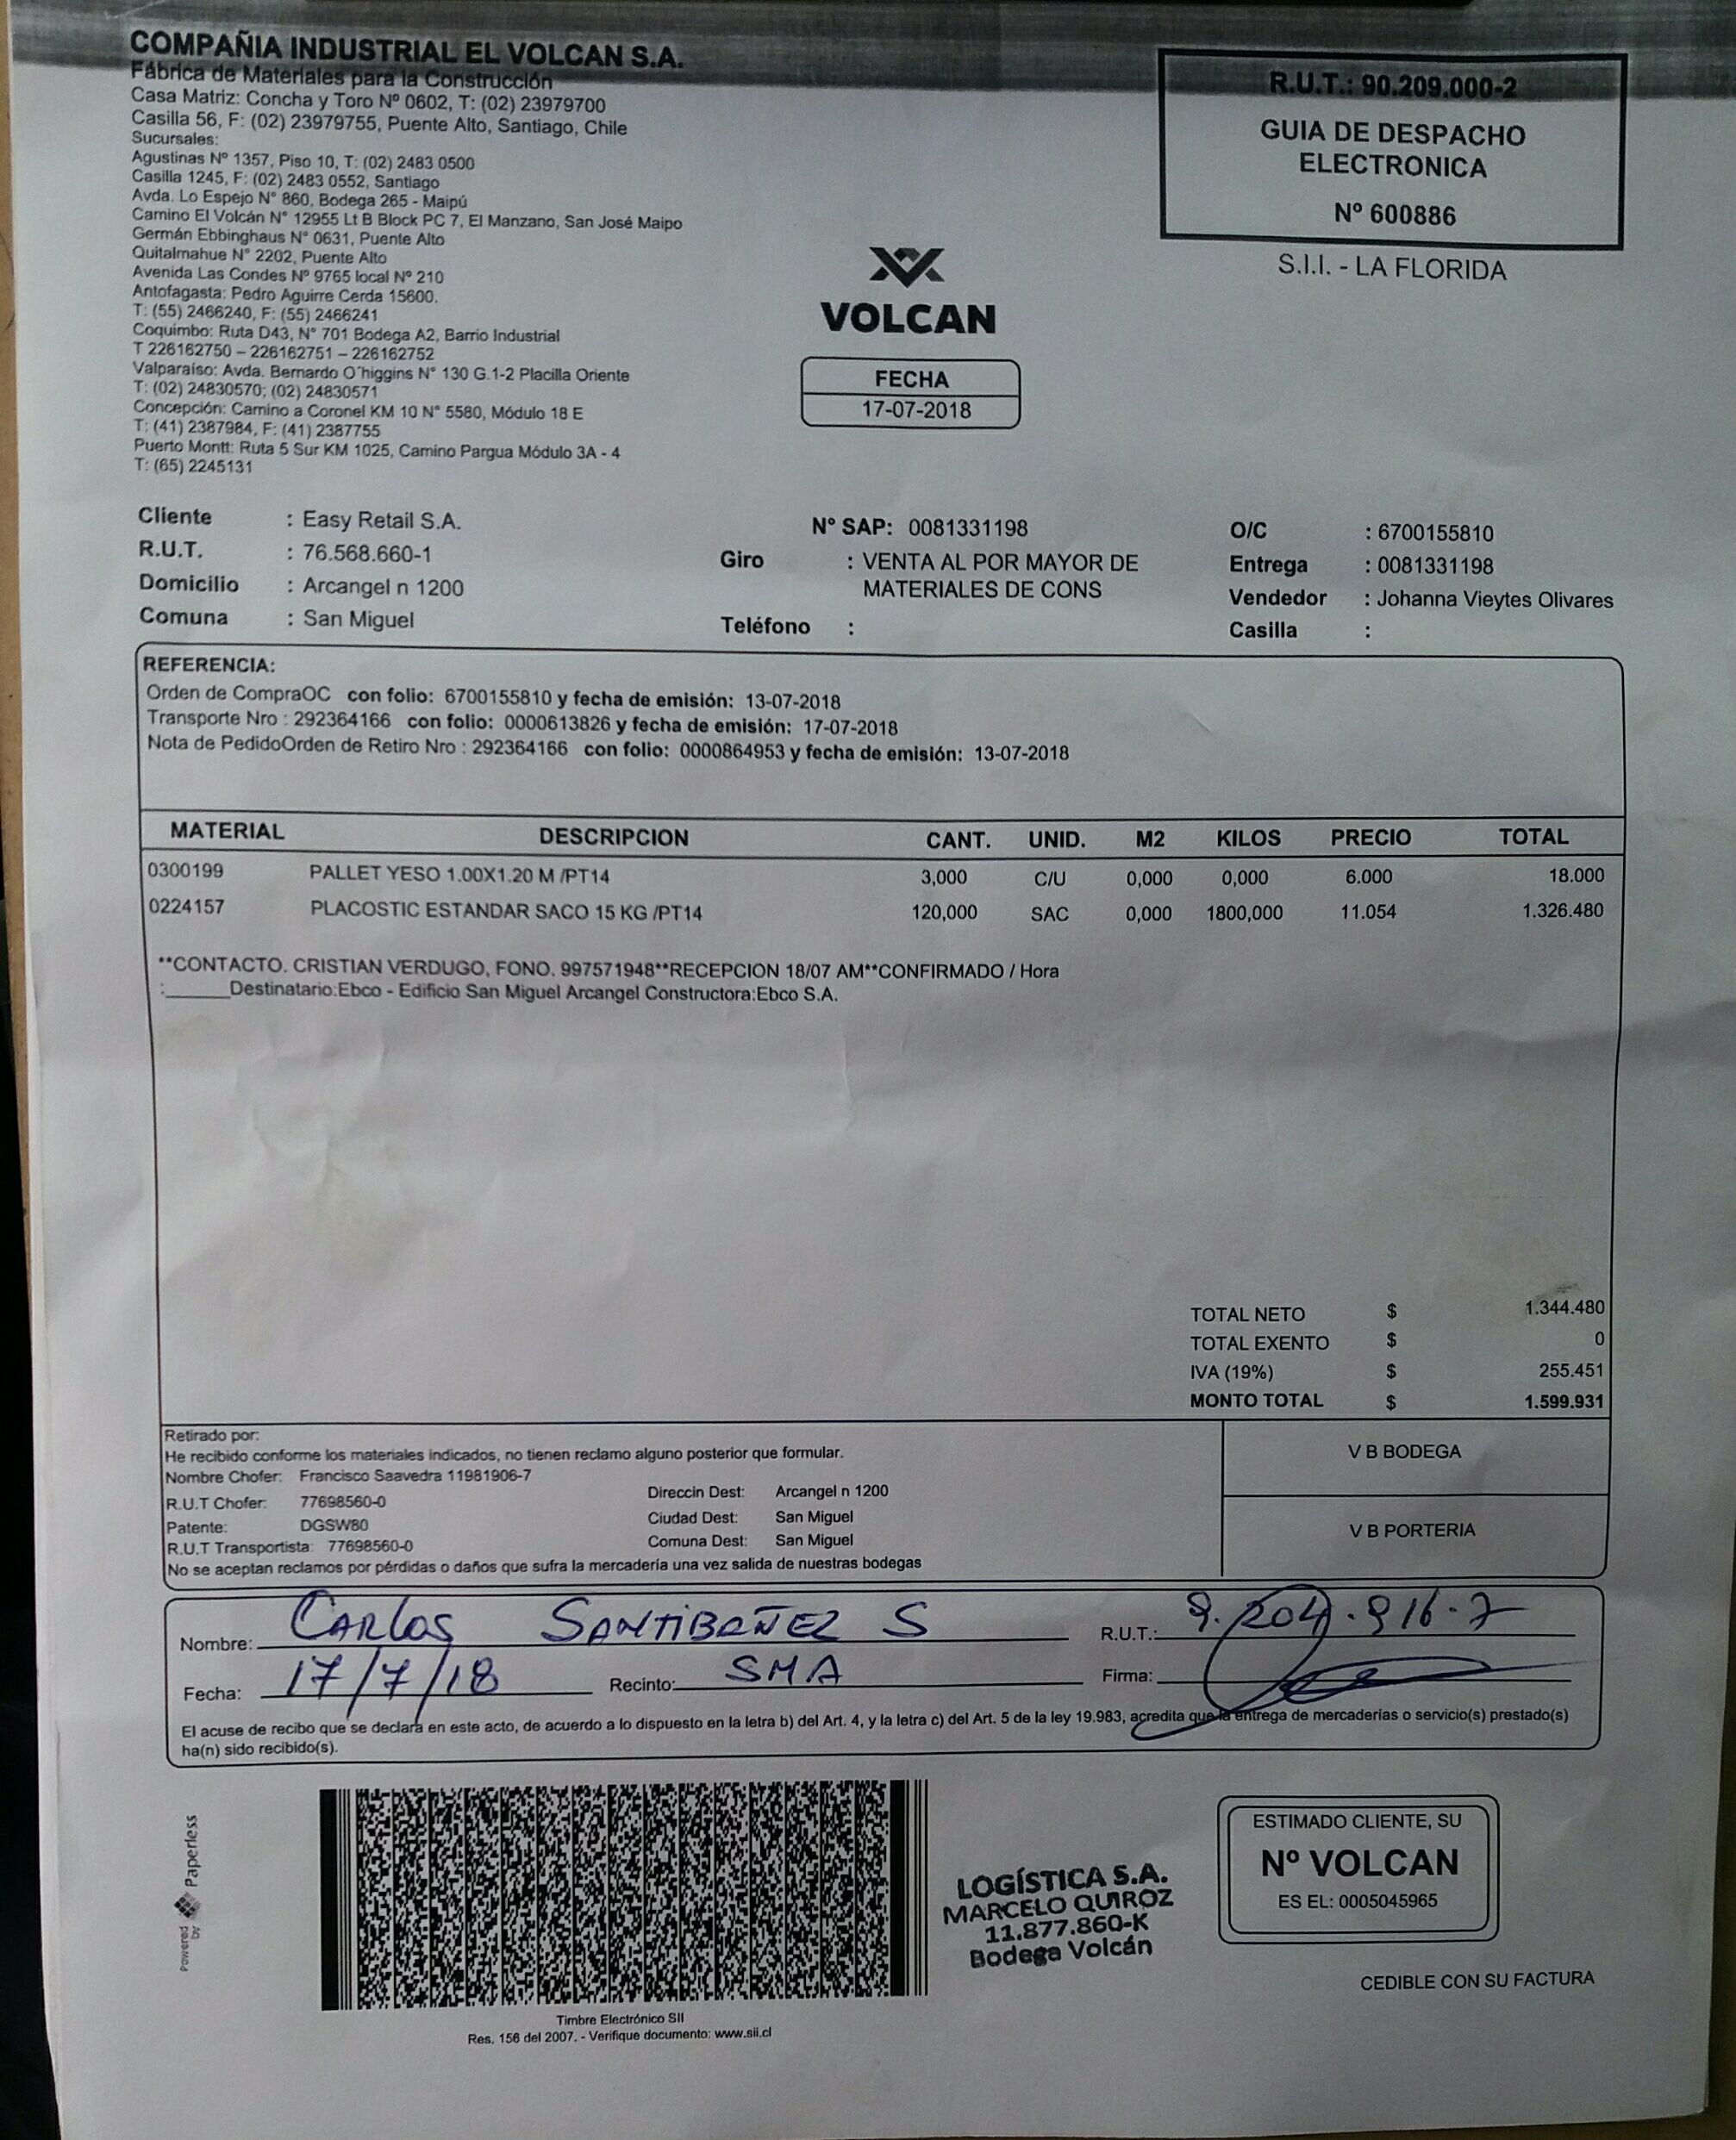 COMPAÑIA INDUSTRIAL EL VOLCAN S.A.
Fábrica de Materiales para la Construcción
Casa Matriz: Concha y Toro Nº 0602, T: (02) 23979700
Casilla 56, F: (02) 23979755, Puente Alto, Santiago, Chile
Sucursales:
Agustinas Nº 1357, Piso 10, T: (02) 2483 0500
Casilla 1245, F: (02) 2483 0552, Santiago
Avda. Lo Espejo N° 860, Bodega 265 - Maipú
Camino El Volcán N° 12955 Lt B Block PC 7, El Manzano, San José Maipo
Germán Ebbinghaus N° 0631, Puente Alto
Quitalmahue N° 2202, Puente Alto
Avenida Las Condes Nº 9765 local Nº 210
Antofagasta: Pedro Aguirre Cerda 15600.
T: (55) 2466240, F: (55) 2466241
Coquimbo: Ruta D43, N° 701 Bodega A2, Barrio Industrial
T 226162750 – 226162751 – 226162752
Valparaíso: Avda. Bernardo O´higgins N° 130 G.1-2 Placilla Oriente
T: (02) 24830570; (02) 24830571
Concepción: Camino a Coronel KM 10 N° 5580, Módulo 18 E
T: (41) 2387984, F: (41) 2387755
Puerto Montt: Ruta 5 Sur KM 1025, Camino Pargua Módulo 3A - 4
T: (65) 2245131
R.U.T.: 90.209.000-2
GUIA DE DESPACHO
ELECTRONICA
Nº 600886
S.I.I. - LA FLORIDA
VOLCAN
FECHA
17-07-2018
Cliente : Easy Retail S.A.
R.U.T. : 76.568.660-1
Domicilio : Arcangel n 1200
Comuna : San Miguel
N° SAP: 0081331198
Giro : VENTA AL POR MAYOR DE
MATERIALES DE CONS
Teléfono :
O/C : 6700155810
Entrega : 0081331198
Vendedor : Johanna Vieytes Olivares
Casilla :
REFERENCIA:
Orden de CompraOC con folio: 6700155810 y fecha de emisión: 13-07-2018
Transporte Nro : 292364166 con folio: 0000613826 y fecha de emisión: 17-07-2018
Nota de PedidoOrden de Retiro Nro : 292364166 con folio: 0000864953 y fecha de emisión: 13-07-2018
MATERIAL DESCRIPCION CANT. UNID. M2 KILOS PRECIO TOTAL
0300199 PALLET YESO 1.00X1.20 M /PT14 3,000 C/U 0,000 0,000 6.000 18.000
0224157 PLACOSTIC ESTANDAR SACO 15 KG /PT14 120,000 SAC 0,000 1800,000 11.054 1.326.480
**CONTACTO. CRISTIAN VERDUGO, FONO. 997571948**RECEPCION 18/07 AM**CONFIRMADO / Hora
:______Destinatario:Ebco - Edificio San Miguel Arcangel Constructora:Ebco S.A.
TOTAL NETO $ 1.344.480
TOTAL EXENTO $ 0
IVA (19%) $ 255.451
MONTO TOTAL $ 1.599.931
Retirado por:
He recibido conforme los materiales indicados, no tienen reclamo alguno posterior que formular.
Nombre Chofer: Francisco Saavedra 11981906-7
R.U.T Chofer: 77698560-0
Patente: DGSW80
R.U.T Transportista: 77698560-0
Direccin Dest: Arcangel n 1200
Ciudad Dest: San Miguel
Comuna Dest: San Miguel
No se aceptan reclamos por pérdidas o daños que sufra la mercadería una vez salida de nuestras bodegas
V B BODEGA
V B PORTERIA
Nombre: CARLOS SANTIBAÑEZ S R.U.T.: 9.204.916-7
Fecha: 17/7/18 Recinto: SMA Firma:
El acuse de recibo que se declara en este acto, de acuerdo a lo dispuesto en la letra b) del Art. 4, y la letra c) del Art. 5 de la ley 19.983, acredita que la entrega de mercaderías o servicio(s) prestado(s)
ha(n) sido recibido(s).
Powered by Paperless
Timbre Electrónico SII
Res. 156 del 2007. - Verifique documento: www.sii.cl
LOGÍSTICA S.A.
MARCELO QUIROZ
11.877.860-K
Bodega Volcán
ESTIMADO CLIENTE, SU
Nº VOLCAN
ES EL: 0005045965
CEDIBLE CON SU FACTURA